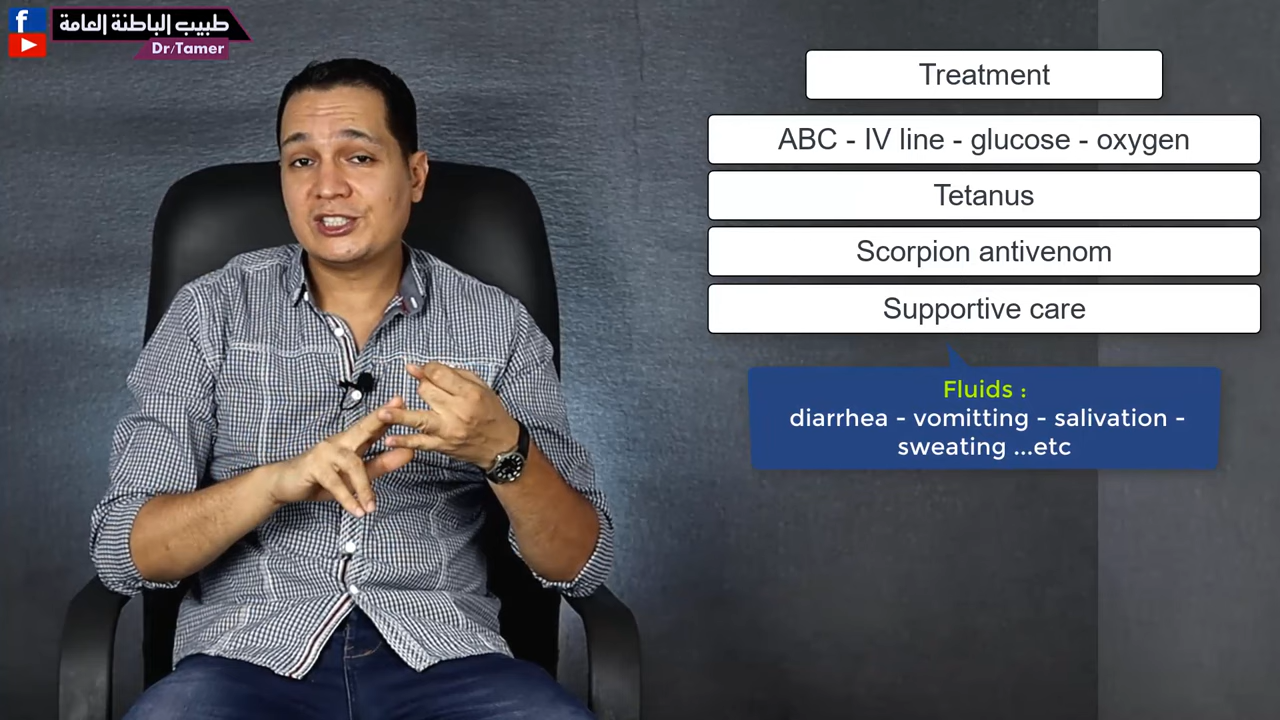 f
طبيب الباطنة العامة
Dr/Tamer
Treatment
ABC - IV line - glucose - oxygen
Tetanus
Scorpion antivenom
Supportive care
Fluids :
diarrhea - vomitting - salivation -
sweating ...etc